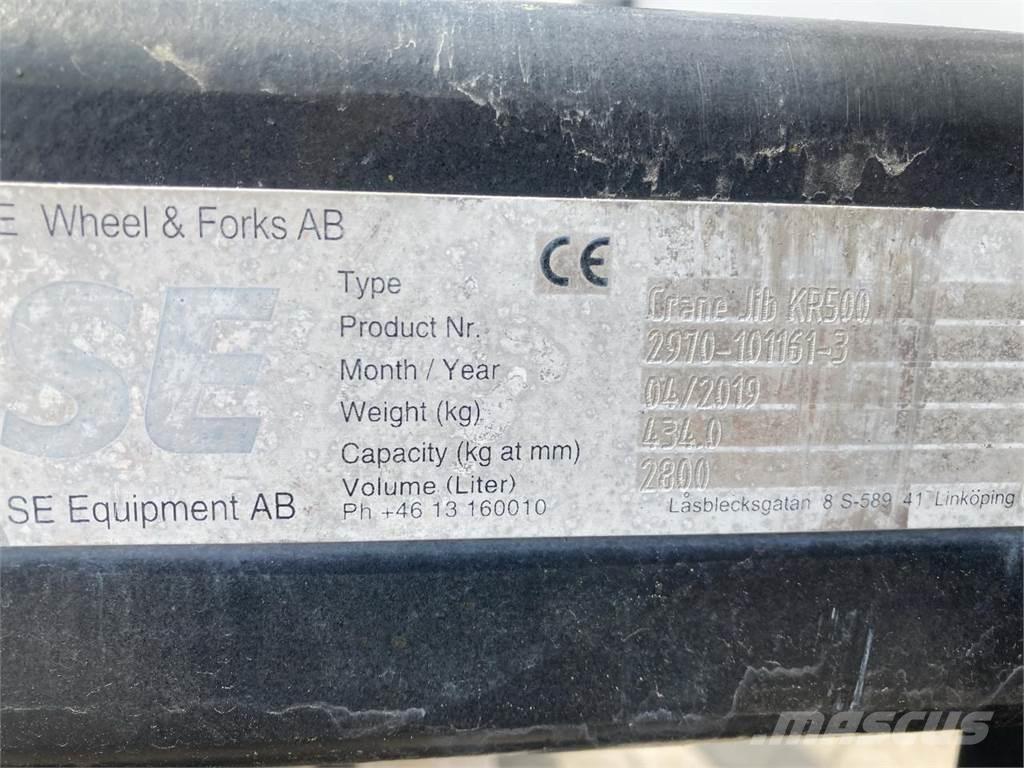 E Wheel & Forks AB
CE
SE
Type Crane Jib KR500
Product Nr. 2970-101161-3
Month / Year 04/2019
Weight (kg) 434.0
Capacity (kg at mm) 2800
Volume (Liter)
SE Equipment AB
Ph +46 13 160010
Låsblecksgatan 8 S-589 41 Linköping
mascus